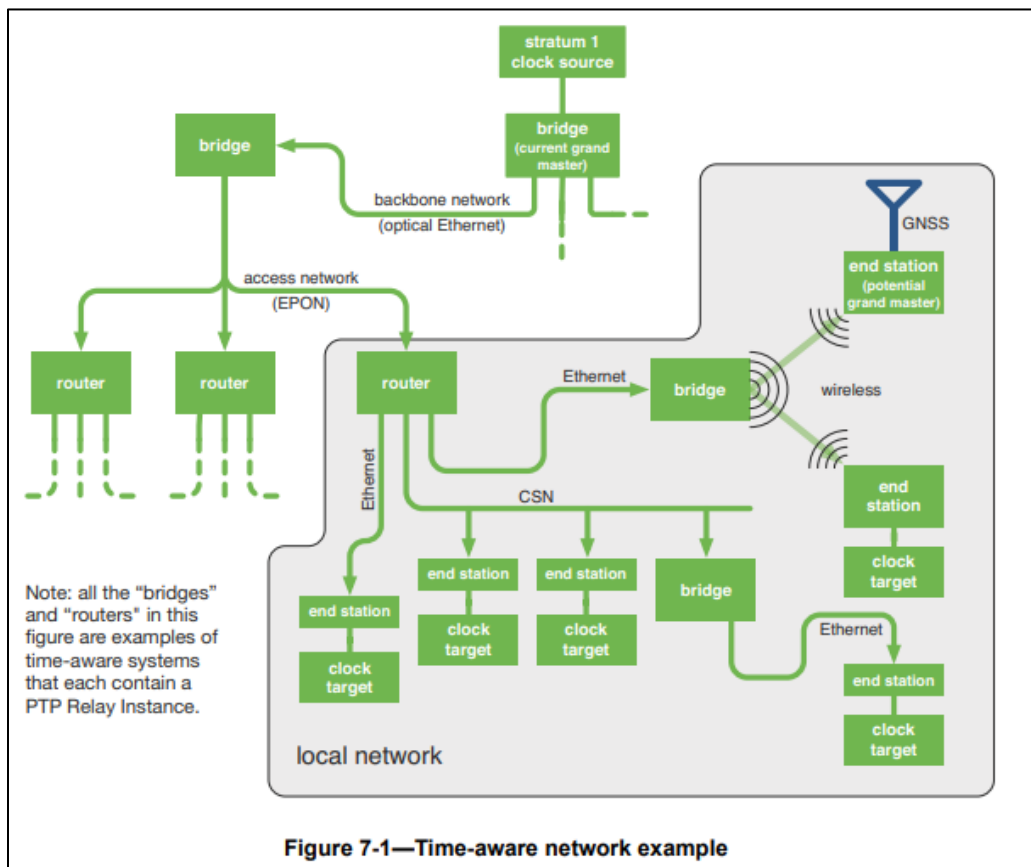 stratum 1
clock source
bridge
(current grand
master)
bridge
backbone network
(optical Ethernet)
GNSS
end station
(potential
grand master)
access network
(EPON)
router
router
router
Ethernet
bridge
wireless
Ethernet
CSN
end
station
clock
target
end station
clock
target
end station
clock
target
end station
clock
target
bridge
Ethernet
end station
clock
target
Note: all the “bridges”
and “routers" in this
figure are examples of
time-aware systems
that each contain a
PTP Relay Instance.
local network
Figure 7-1—Time-aware network example